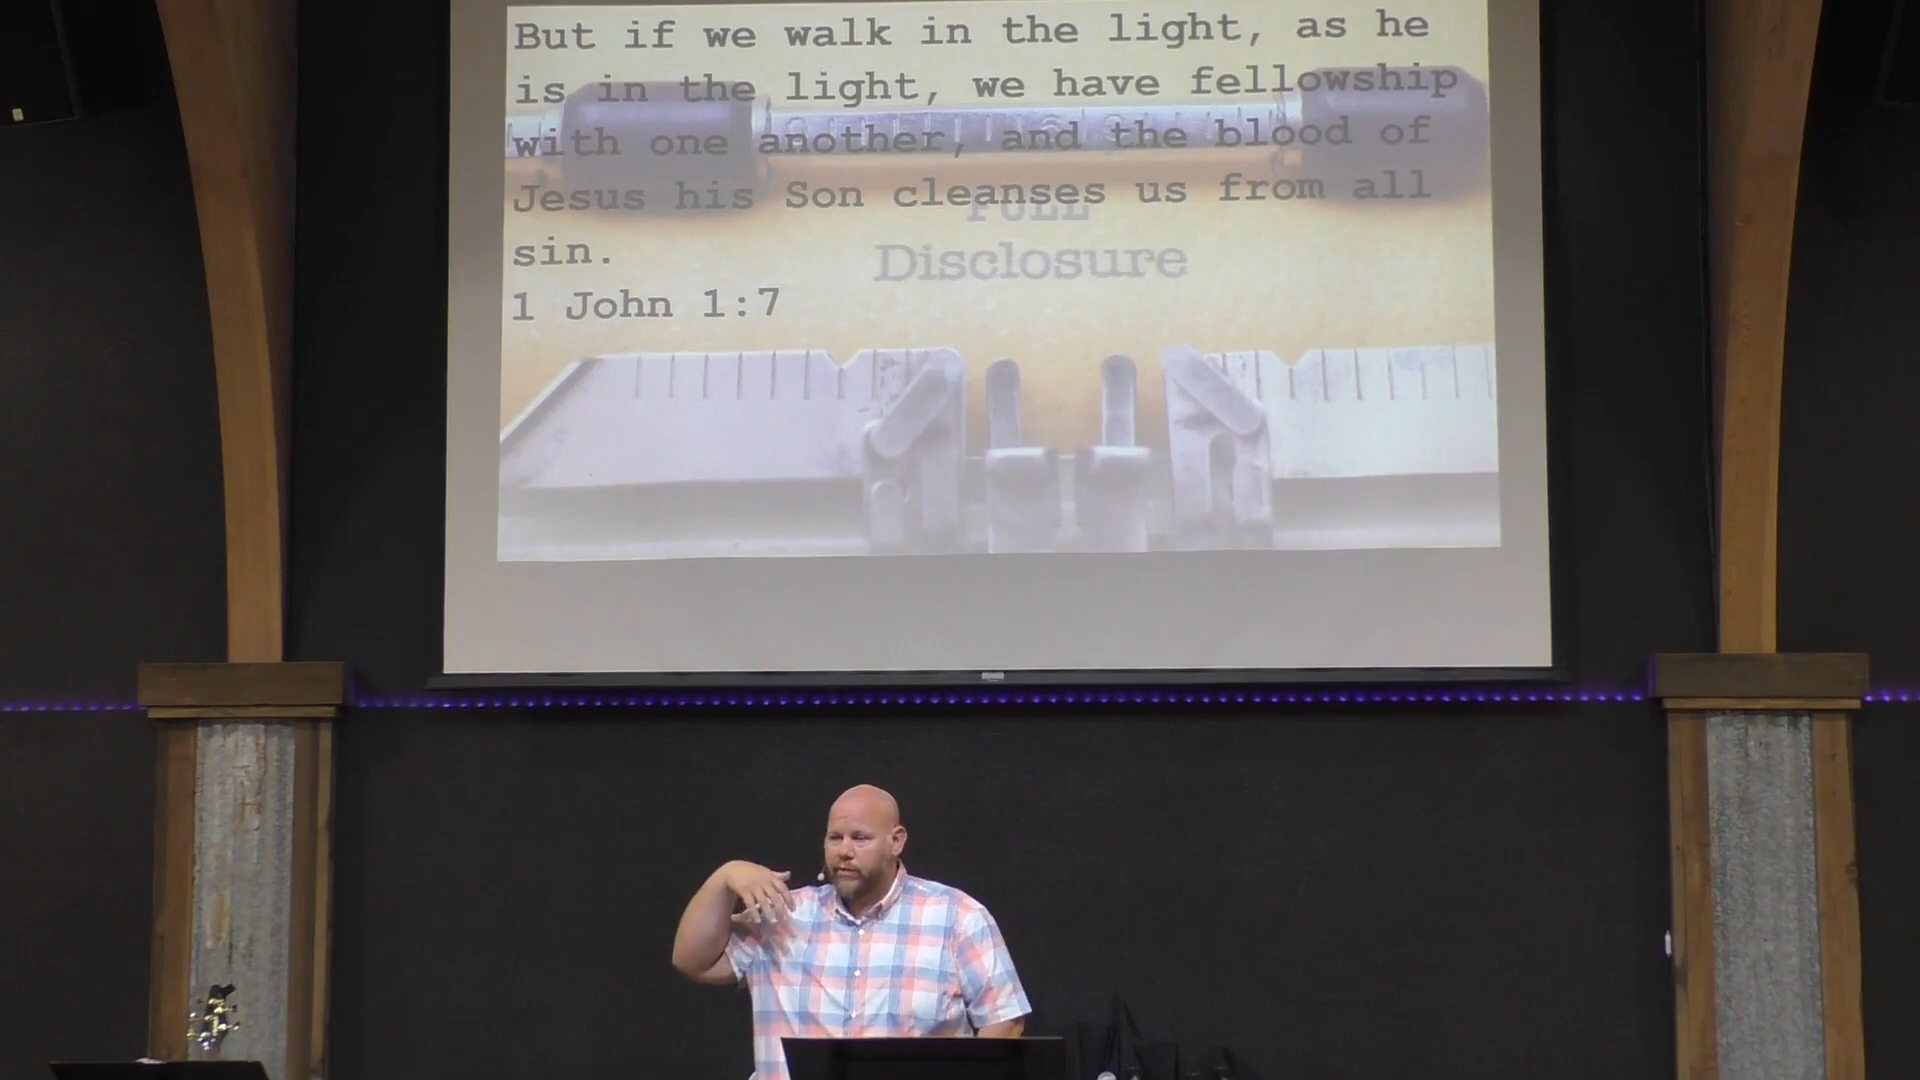 But if we walk in the light, as he
is in the light, we have fellowship
with one another, and the blood of
Jesus his Son cleanses us from all
sin.
1 John 1:7
FULL
Disclosure